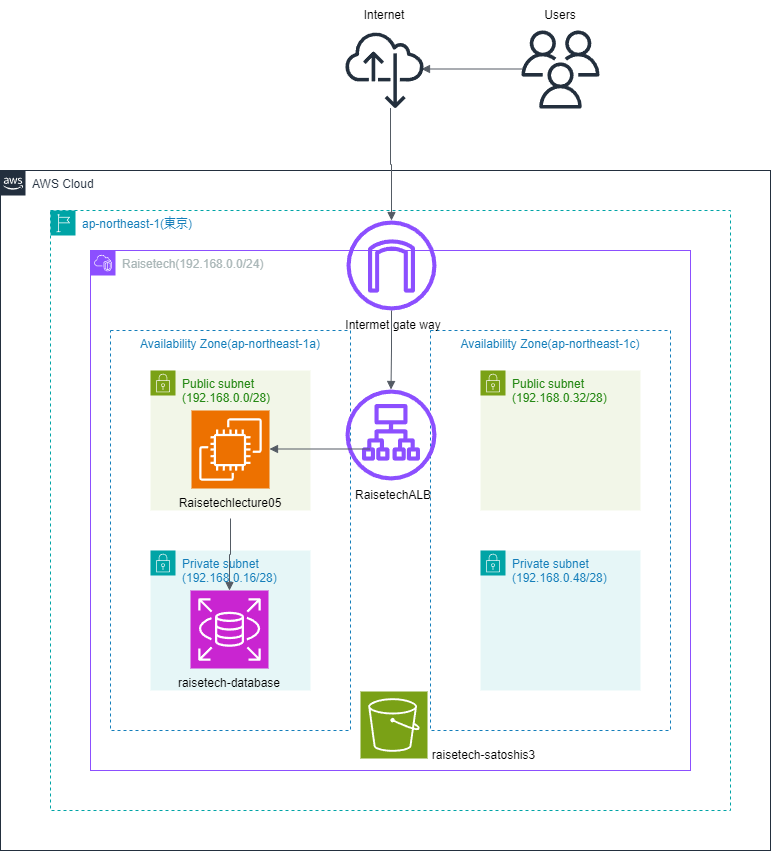 Internet
Users
aws
AWS Cloud
ap-northeast-1(東京)
Raisetech(192.168.0.0/24)
Internet gate way
Availability Zone(ap-northeast-1a)
Availability Zone(ap-northeast-1c)
Public subnet
(192.168.0.0/28)
Public subnet
(192.168.0.32/28)
Raisetechlecture05
RaisetechALB
Private subnet
(192.168.0.16/28)
Private subnet
(192.168.0.48/28)
raisetech-database
raisetech-satoshis3